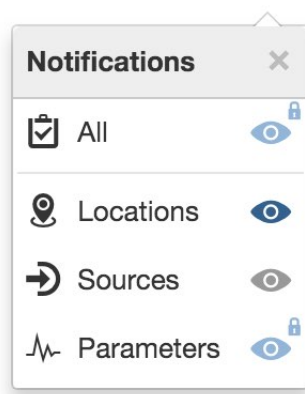 Notifications
All
Locations
Sources
Parameters